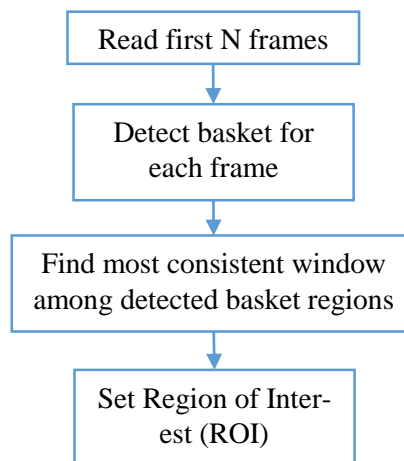 Read first N frames
Detect basket for
each frame
Find most consistent window
among detected basket regions
Set Region of Inter-
est (ROI)